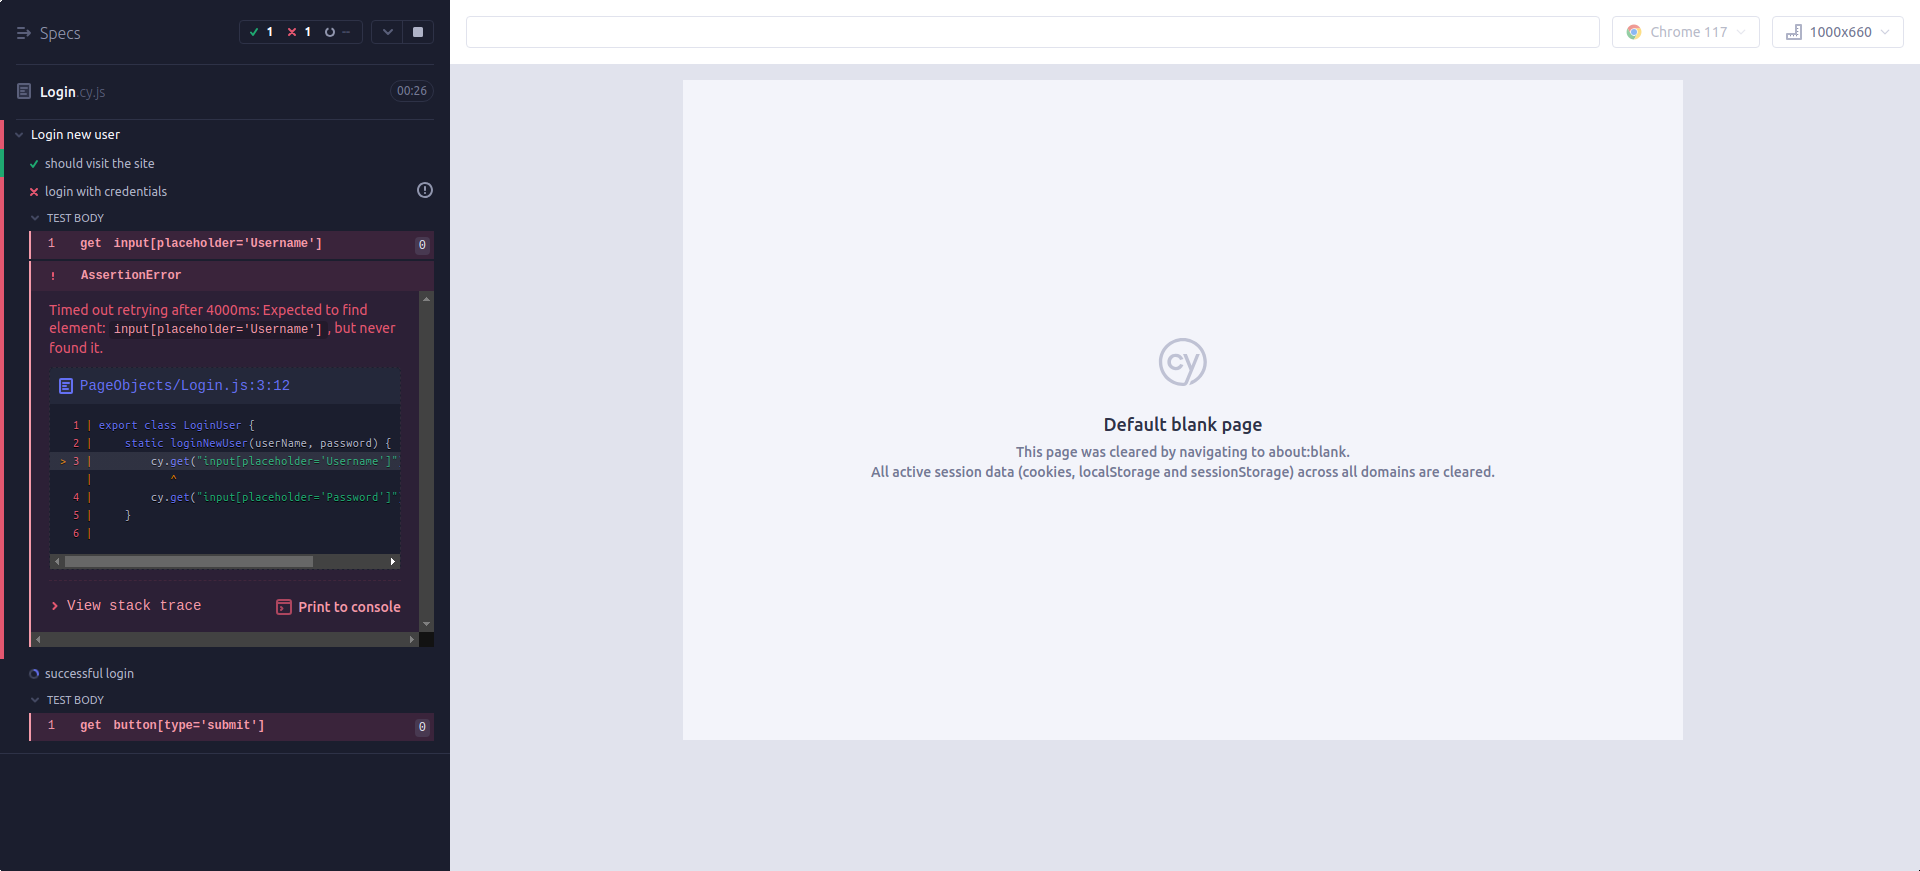 Specs
1 1 --
Login.cy.js
00:26
Login new user
should visit the site
login with credentials
TEST BODY
1 get input[placeholder='Username'] 0
! AssertionError
Timed out retrying after 4000ms: Expected to find
element: input[placeholder='Username'] , but never
found it.
PageObjects/Login.js:3:12
1 | export class LoginUser {
2 |     static loginNewUser(userName, password) {
> 3 |         cy.get("input[placeholder='Username']"
|            ^
4 |         cy.get("input[placeholder='Password']"
5 |     }
6 |
View stack trace
Print to console
successful login
TEST BODY
1 get button[type='submit'] 0
Chrome 117
1000x660
cy
Default blank page
This page was cleared by navigating to about:blank.
All active session data (cookies, localStorage and sessionStorage) across all domains are cleared.